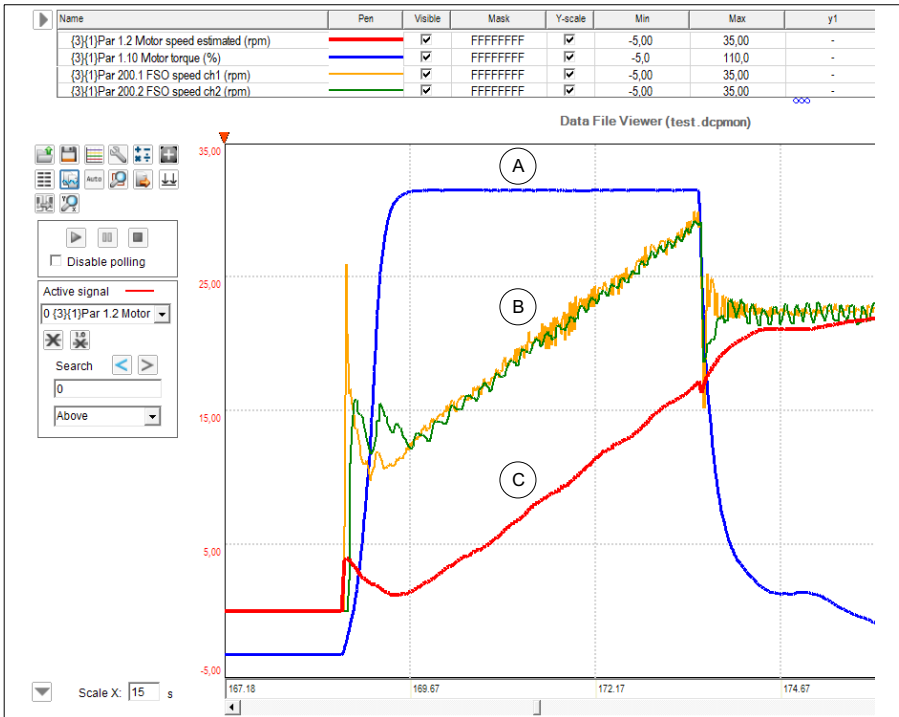 Name Pen Visible Mask Y-scale Min Max y1
{3}{1}Par 1.2 Motor speed estimated (rpm) FFFFFFFF -5,00 35,00 -
{3}{1}Par 1.10 Motor torque (%) FFFFFFFF -5,0 110,0 -
{3}{1}Par 200.1 FSO speed ch1 (rpm) FFFFFFFF -5,00 35,00 -
{3}{1}Par 200.2 FSO speed ch2 (rpm) FFFFFFFF -5,00 35,00 -
Data File Viewer (test.dcpmon)
Auto
Y
X
Disable polling
Active signal
0 {3}{1}Par 1.2 Motor
1.0
Search
0
Above
35,00
25,00
15,00
5,00
-5,00
A
B
C
Scale X: 15 s
167.18 169.67 172.17 174.67